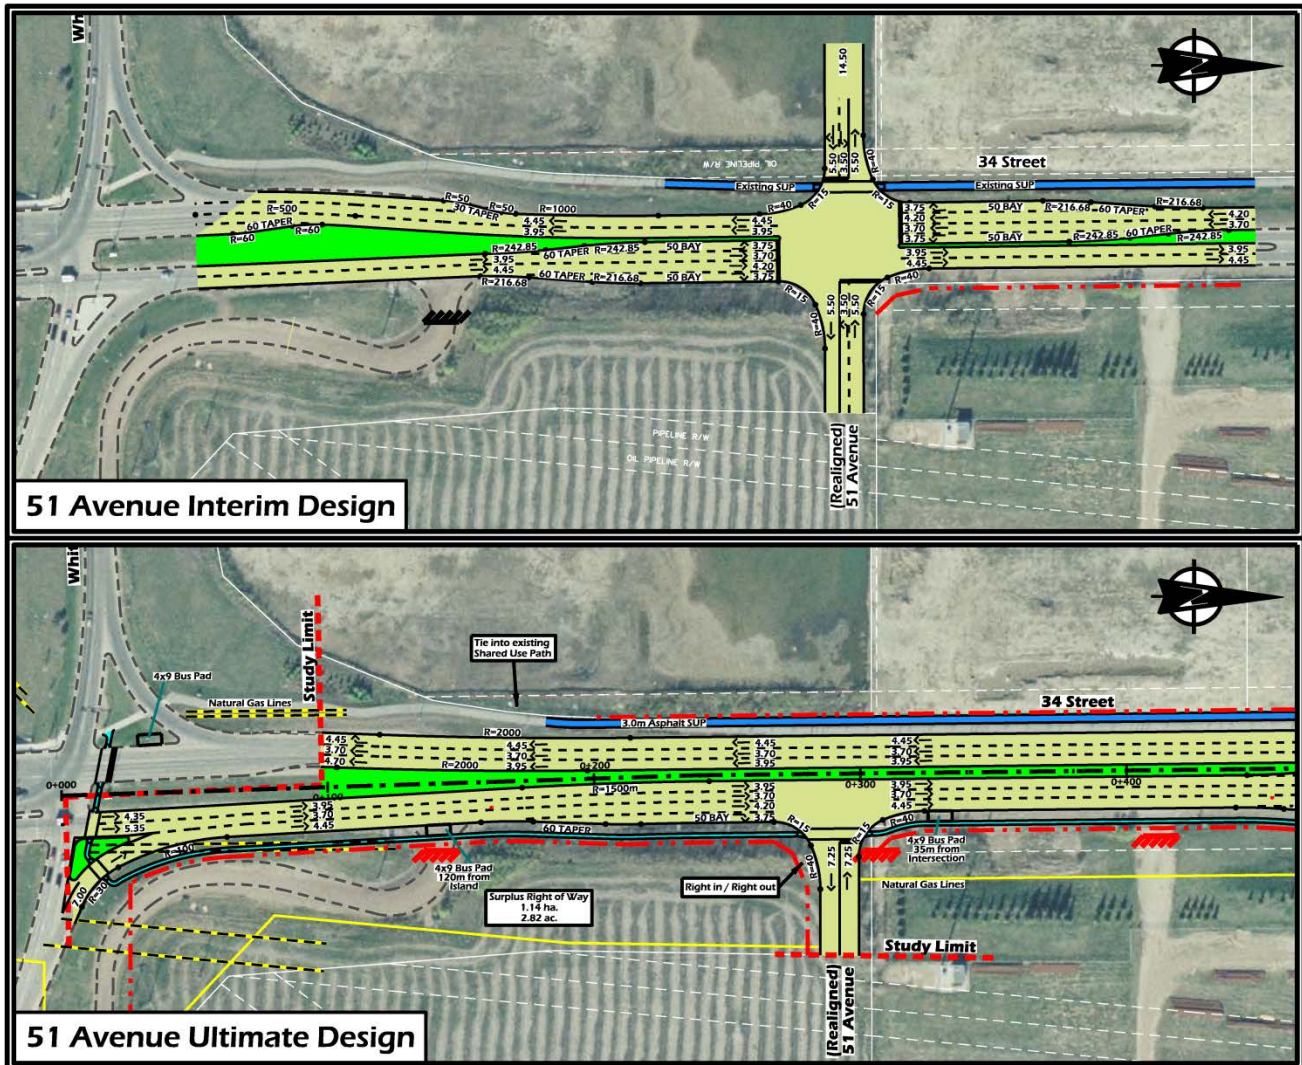 Wh
14.50
OIL PIPELINE R/W
34 Street
5.50
3.50
5.50
R=40
Existing SUP
Existing SUP
R=50
R=50
30 TAPER
R=1000
R=500
60 TAPER
R=60
R=60
4.45
3.95
4.45
3.95
R=40
R=15
R=15
3.75
4.20
3.70
3.75
50 BAY
R=216.68
60 TAPER
R=216.68
4.20
3.70
50 BAY
R=242.85
60 TAPER
R=242.85
R=242.85
60 TAPER
R=242.85
50 BAY
3.75
3.70
4.20
3.75
3.95
4.45
3.95
4.45
3.95
4.45
R=216.68
60 TAPER
R=216.68
50 BAY
R=15
R=40
R=15
R=40
5.50
3.50
5.50
PIPELINE R/W
OIL PIPELINE R/W
(Realigned)
51 Avenue
51 Avenue Interim Design
Whit
Study Limit
Tie into existing
Shared Use Path
4x9 Bus Pad
Natural Gas Lines
34 Street
3.0m Asphalt SUP
R=2000
4.45
3.70
4.70
4.45
3.70
3.95
4.45
3.70
3.95
4.45
3.70
3.95
R=2000
0+000
0+100
0+200
0+300
0+400
R=1500m
3.95
3.70
4.45
3.95
3.70
4.20
3.75
3.95
3.70
4.45
4.35
5.35
50 BAY
60 TAPER
R=100
R=30
7.00
R=15
R=40
R=15
R=40
7.25
7.25
4x9 Bus Pad
120m from
Island
4x9 Bus Pad
35m from
Intersection
Right in / Right out
Natural Gas Lines
Surplus Right of Way
1.14 ha.
2.82 ac.
Study Limit
(Realigned)
51 Avenue
51 Avenue Ultimate Design